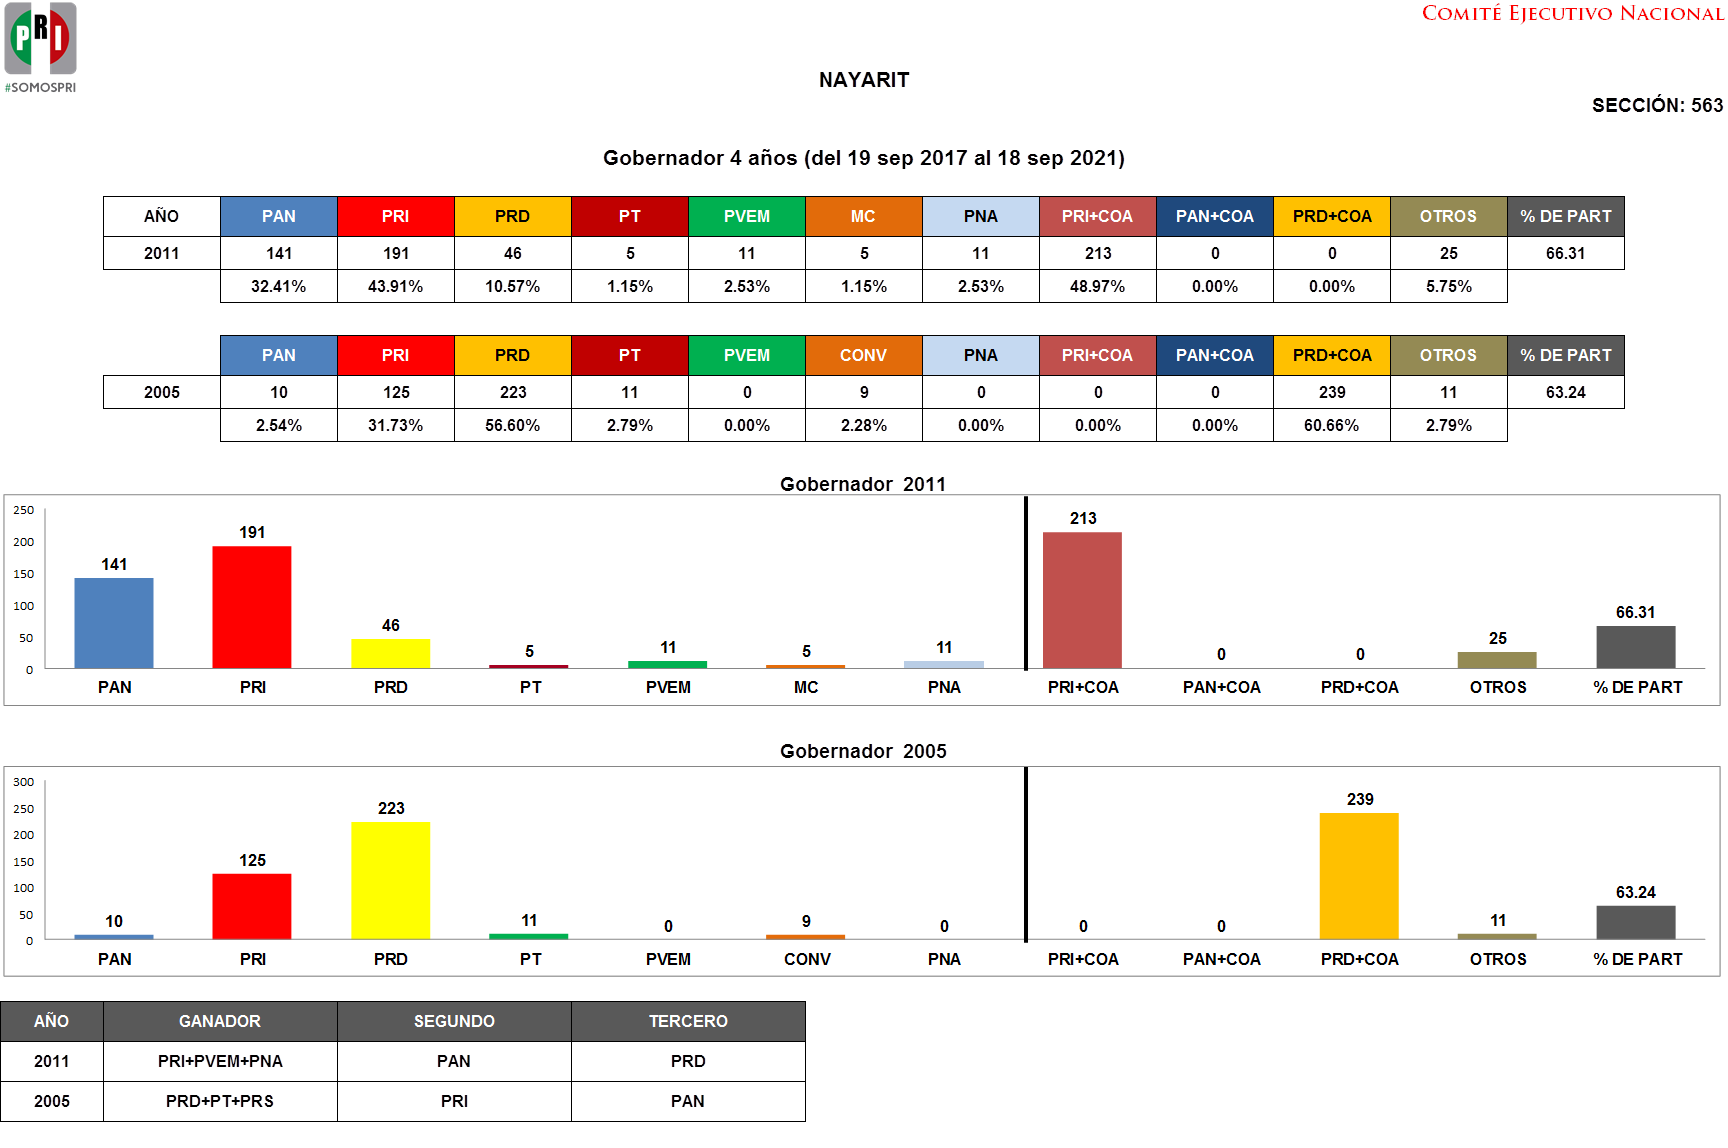 PRI
#SOMOSPRI
COMITÉ EJECUTIVO NACIONAL
NAYARIT
SECCIÓN: 563
Gobernador 4 años (del 19 sep 2017 al 18 sep 2021)
AÑO PAN PRI PRD PT PVEM MC PNA PRI+COA PAN+COA PRD+COA OTROS % DE PART
2011 141 191 46 5 11 5 11 213 0 0 25 66.31
32.41% 43.91% 10.57% 1.15% 2.53% 1.15% 2.53% 48.97% 0.00% 0.00% 5.75%
PAN PRI PRD PT PVEM CONV PNA PRI+COA PAN+COA PRD+COA OTROS % DE PART
2005 10 125 223 11 0 9 0 0 0 239 11 63.24
2.54% 31.73% 56.60% 2.79% 0.00% 2.28% 0.00% 0.00% 0.00% 60.66% 2.79%
Gobernador 2011
250
200
150
100
50
0
141 191 46 5 11 5 11 213 0 0 25 66.31
PAN PRI PRD PT PVEM MC PNA PRI+COA PAN+COA PRD+COA OTROS % DE PART
Gobernador 2005
300
250
200
150
100
50
0
10 125 223 11 0 9 0 0 0 239 11 63.24
PAN PRI PRD PT PVEM CONV PNA PRI+COA PAN+COA PRD+COA OTROS % DE PART
AÑO GANADOR SEGUNDO TERCERO
2011 PRI+PVEM+PNA PAN PRD
2005 PRD+PT+PRS PRI PAN